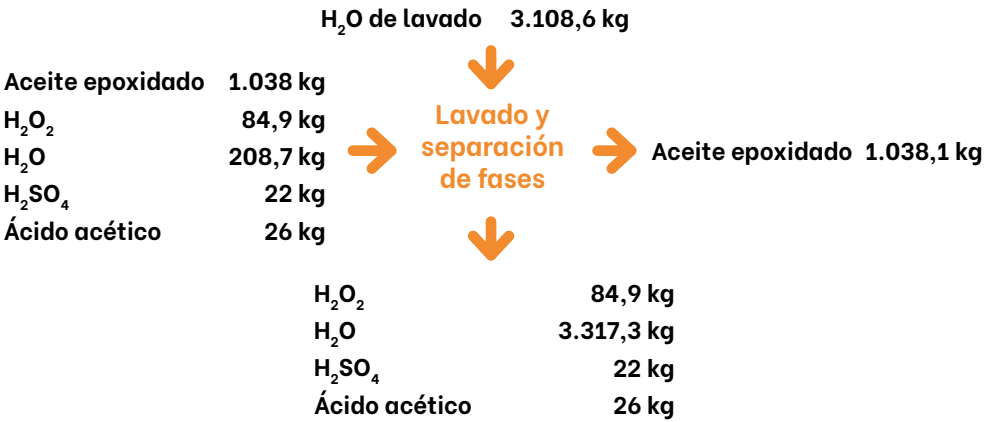 H₂O de lavado 3.108,6 kg
Aceite epoxidado 1.038 kg
H₂O₂ 84,9 kg
H₂O 208,7 kg
H₂SO₄ 22 kg
Ácido acético 26 kg
Lavado y
separación
de fases
Aceite epoxidado 1.038,1 kg
H₂O₂ 84,9 kg
H₂O 3.317,3 kg
H₂SO₄ 22 kg
Ácido acético 26 kg